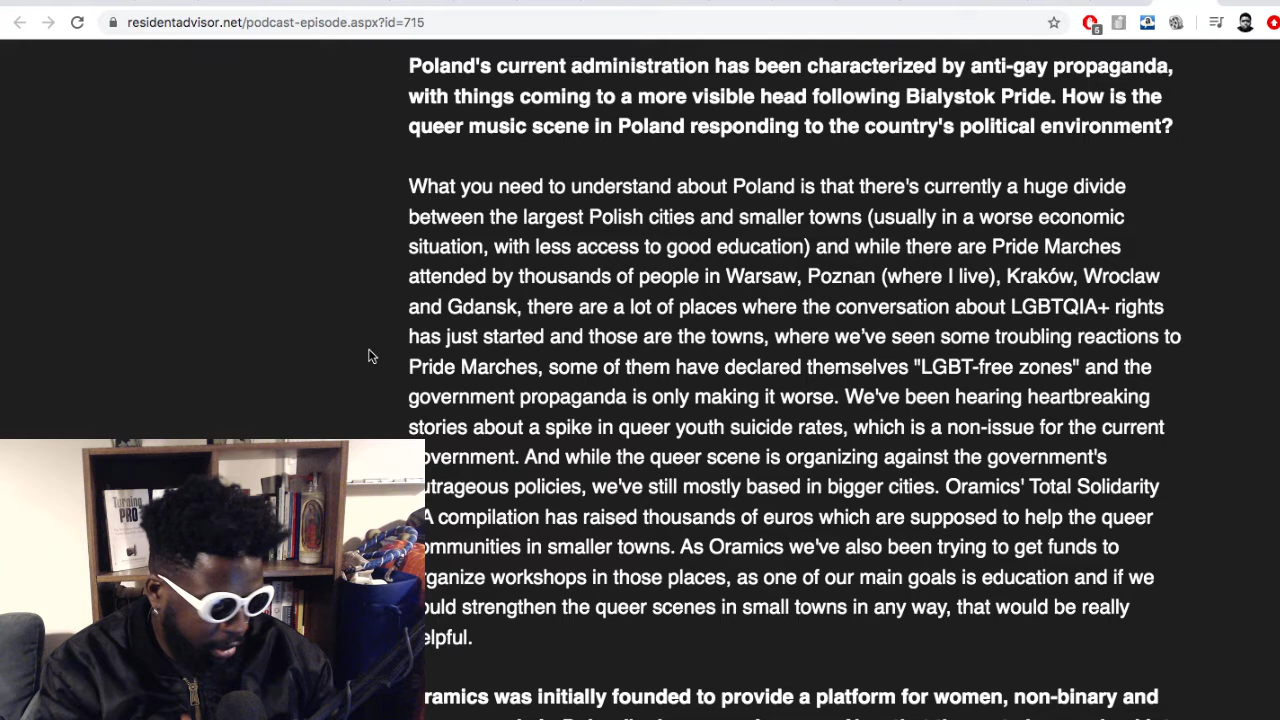 residentadvisor.net/podcast-episode.aspx?id=715
5
Poland's current administration has been characterized by anti-gay propaganda,
with things coming to a more visible head following Bialystok Pride. How is the
queer music scene in Poland responding to the country's political environment?
What you need to understand about Poland is that there's currently a huge divide
between the largest Polish cities and smaller towns (usually in a worse economic
situation, with less access to good education) and while there are Pride Marches
attended by thousands of people in Warsaw, Poznan (where I live), Kraków, Wroclaw
and Gdansk, there are a lot of places where the conversation about LGBTQIA+ rights
has just started and those are the towns, where we've seen some troubling reactions to
Pride Marches, some of them have declared themselves "LGBT-free zones" and the
government propaganda is only making it worse. We've been hearing heartbreaking
stories about a spike in queer youth suicide rates, which is a non-issue for the current
overnment. And while the queer scene is organizing against the government's
utrageous policies, we've still mostly based in bigger cities. Oramics' Total Solidarity
A compilation has raised thousands of euros which are supposed to help the queer
ommunities in smaller towns. As Oramics we've also been trying to get funds to
rganize workshops in those places, as one of our main goals is education and if we
ould strengthen the queer scenes in small towns in any way, that would be really
elpful.
ramics was initially founded to provide a platform for women, non-binary and
Turning
PRO